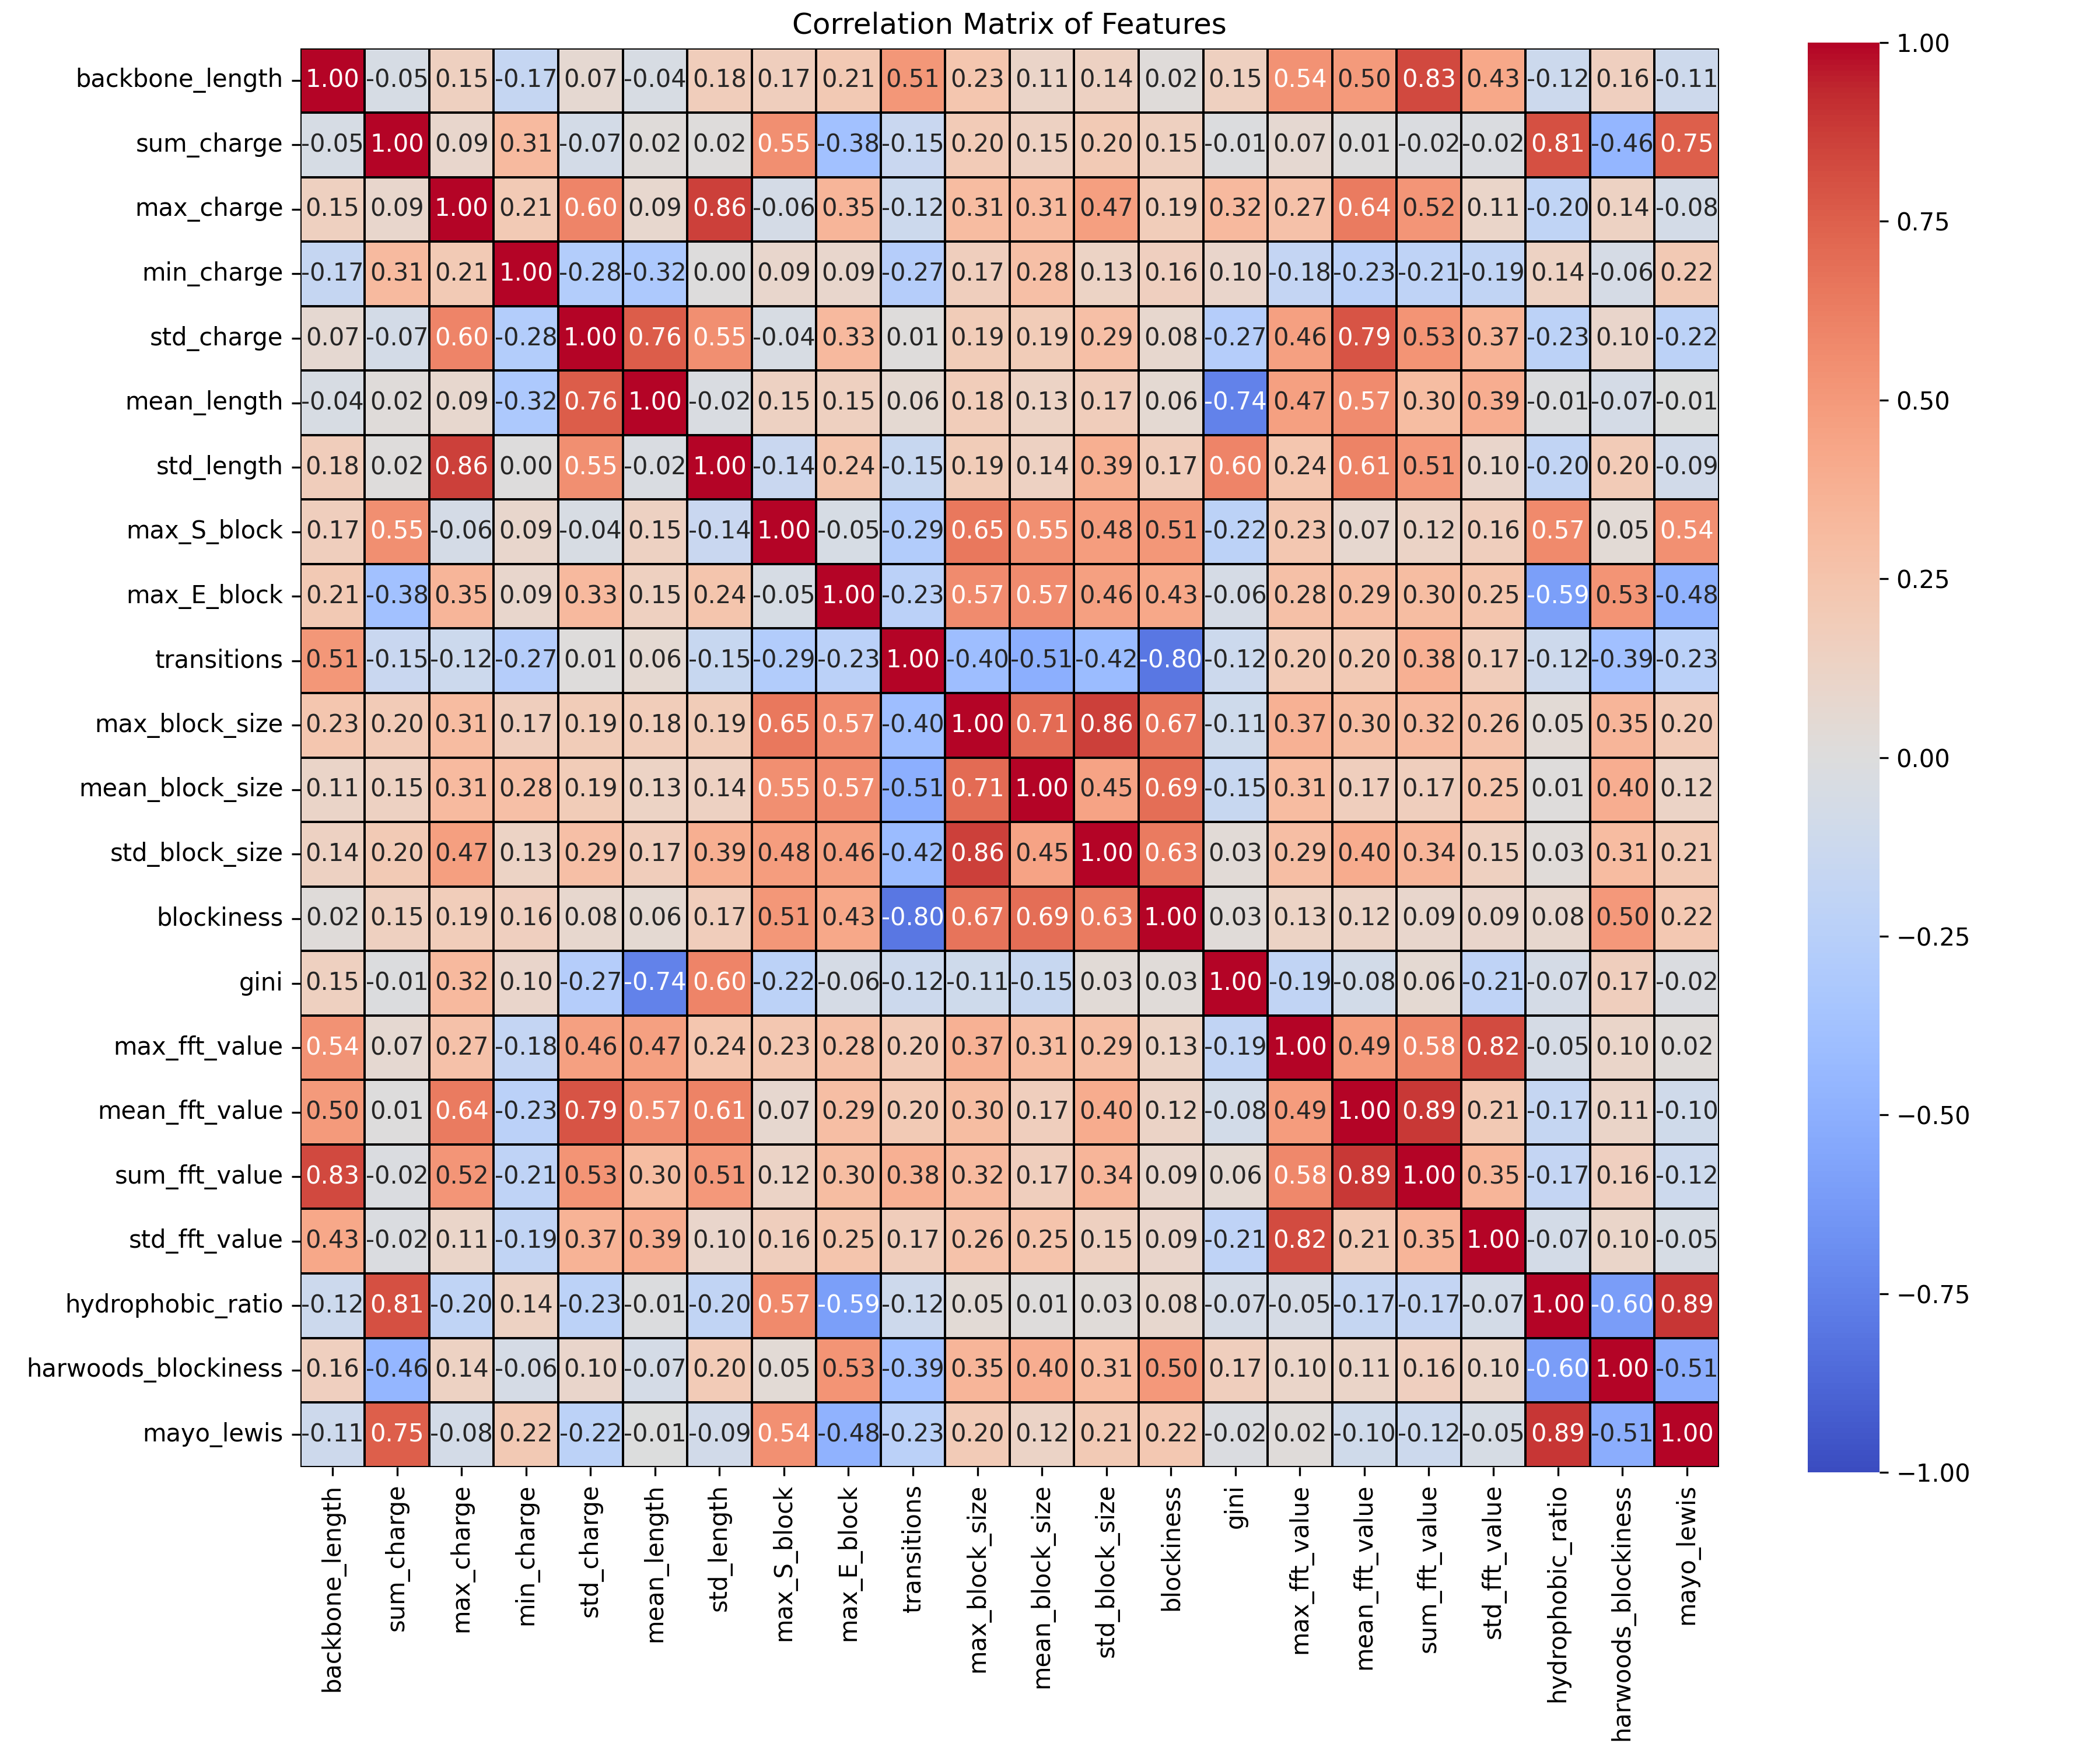 Correlation Matrix of Features
backbone_length 1.00 -0.05 0.15 -0.17 0.07 -0.04 0.18 0.17 0.21 0.51 0.23 0.11 0.14 0.02 0.15 0.54 0.50 0.83 0.43 -0.12 0.16 -0.11
sum_charge -0.05 1.00 0.09 0.31 -0.07 0.02 0.02 0.55 -0.38 -0.15 0.20 0.15 0.20 0.15 -0.01 0.07 0.01 -0.02 -0.02 0.81 -0.46 0.75
max_charge 0.15 0.09 1.00 0.21 0.60 0.09 0.86 -0.06 0.35 -0.12 0.31 0.31 0.47 0.19 0.32 0.27 0.64 0.52 0.11 -0.20 0.14 -0.08
min_charge -0.17 0.31 0.21 1.00 -0.28 -0.32 0.00 0.09 0.09 -0.27 0.17 0.28 0.13 0.16 0.10 -0.18 -0.23 -0.21 -0.19 0.14 -0.06 0.22
std_charge 0.07 -0.07 0.60 -0.28 1.00 0.76 0.55 -0.04 0.33 0.01 0.19 0.19 0.29 0.08 -0.27 0.46 0.79 0.53 0.37 -0.23 0.10 -0.22
mean_length -0.04 0.02 0.09 -0.32 0.76 1.00 -0.02 0.15 0.15 0.06 0.18 0.13 0.17 0.06 -0.74 0.47 0.57 0.30 0.39 -0.01 -0.07 -0.01
std_length 0.18 0.02 0.86 0.00 0.55 -0.02 1.00 -0.14 0.24 -0.15 0.19 0.14 0.39 0.17 0.60 0.24 0.61 0.51 0.10 -0.20 0.20 -0.09
max_S_block 0.17 0.55 -0.06 0.09 -0.04 0.15 -0.14 1.00 -0.05 -0.29 0.65 0.55 0.48 0.51 -0.22 0.23 0.07 0.12 0.16 0.57 0.05 0.54
max_E_block 0.21 -0.38 0.35 0.09 0.33 0.15 0.24 -0.05 1.00 -0.23 0.57 0.57 0.46 0.43 -0.06 0.28 0.29 0.30 0.25 -0.59 0.53 -0.48
transitions 0.51 -0.15 -0.12 -0.27 0.01 0.06 -0.15 -0.29 -0.23 1.00 -0.40 -0.51 -0.42 -0.80 -0.12 0.20 0.20 0.38 0.17 -0.12 -0.39 -0.23
max_block_size 0.23 0.20 0.31 0.17 0.19 0.18 0.19 0.65 0.57 -0.40 1.00 0.71 0.86 0.67 -0.11 0.37 0.30 0.32 0.26 0.05 0.35 0.20
mean_block_size 0.11 0.15 0.31 0.28 0.19 0.13 0.14 0.55 0.57 -0.51 0.71 1.00 0.45 0.69 -0.15 0.31 0.17 0.17 0.25 0.01 0.40 0.12
std_block_size 0.14 0.20 0.47 0.13 0.29 0.17 0.39 0.48 0.46 -0.42 0.86 0.45 1.00 0.63 0.03 0.29 0.40 0.34 0.15 0.03 0.31 0.21
blockiness 0.02 0.15 0.19 0.16 0.08 0.06 0.17 0.51 0.43 -0.80 0.67 0.69 0.63 1.00 0.03 0.13 0.12 0.09 0.09 0.08 0.50 0.22
gini 0.15 -0.01 0.32 0.10 -0.27 -0.74 0.60 -0.22 -0.06 -0.12 -0.11 -0.15 0.03 0.03 1.00 -0.19 -0.08 0.06 -0.21 -0.07 0.17 -0.02
max_fft_value 0.54 0.07 0.27 -0.18 0.46 0.47 0.24 0.23 0.28 0.20 0.37 0.31 0.29 0.13 -0.19 1.00 0.49 0.58 0.82 -0.05 0.10 0.02
mean_fft_value 0.50 0.01 0.64 -0.23 0.79 0.57 0.61 0.07 0.29 0.20 0.30 0.17 0.40 0.12 -0.08 0.49 1.00 0.89 0.21 -0.17 0.11 -0.10
sum_fft_value 0.83 -0.02 0.52 -0.21 0.53 0.30 0.51 0.12 0.30 0.38 0.32 0.17 0.34 0.09 0.06 0.58 0.89 1.00 0.35 -0.17 0.16 -0.12
std_fft_value 0.43 -0.02 0.11 -0.19 0.37 0.39 0.10 0.16 0.25 0.17 0.26 0.25 0.15 0.09 -0.21 0.82 0.21 0.35 1.00 -0.07 0.10 -0.05
hydrophobic_ratio -0.12 0.81 -0.20 0.14 -0.23 -0.01 -0.20 0.57 -0.59 -0.12 0.05 0.01 0.03 0.08 -0.07 -0.05 -0.17 -0.17 -0.07 1.00 -0.60 0.89
harwoods_blockiness 0.16 -0.46 0.14 -0.06 0.10 -0.07 0.20 0.05 0.53 -0.39 0.35 0.40 0.31 0.50 0.17 0.10 0.11 0.16 0.10 -0.60 1.00 -0.51
mayo_lewis -0.11 0.75 -0.08 0.22 -0.22 -0.01 -0.09 0.54 -0.48 -0.23 0.20 0.12 0.21 0.22 -0.02 0.02 -0.10 -0.12 -0.05 0.89 -0.51 1.00
backbone_length
sum_charge
max_charge
min_charge
std_charge
mean_length
std_length
max_S_block
max_E_block
transitions
max_block_size
mean_block_size
std_block_size
blockiness
gini
max_fft_value
mean_fft_value
sum_fft_value
std_fft_value
hydrophobic_ratio
harwoods_blockiness
mayo_lewis
1.00
0.75
0.50
0.25
0.00
−0.25
−0.50
−0.75
−1.00